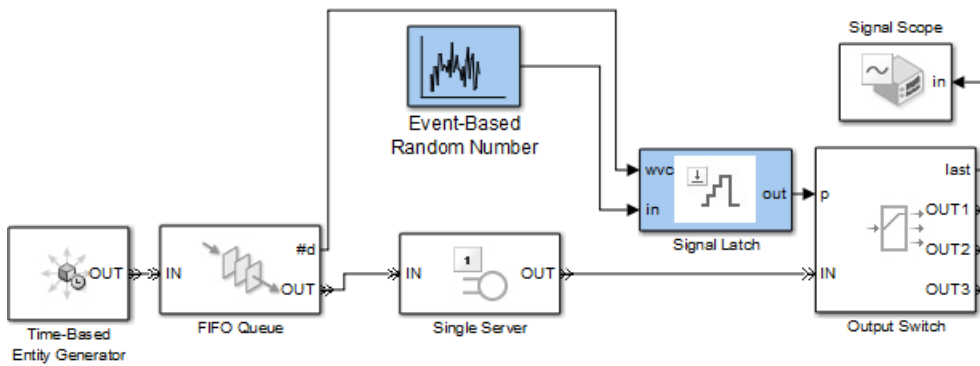 Signal Scope
in
Event-Based
Random Number
wvc
in
out
Signal Latch
p
last
OUT1
OUT2
OUT3
IN
Output Switch
OUT
Time-Based
Entity Generator
IN
#d
OUT
FIFO Queue
IN
1
OUT
Single Server